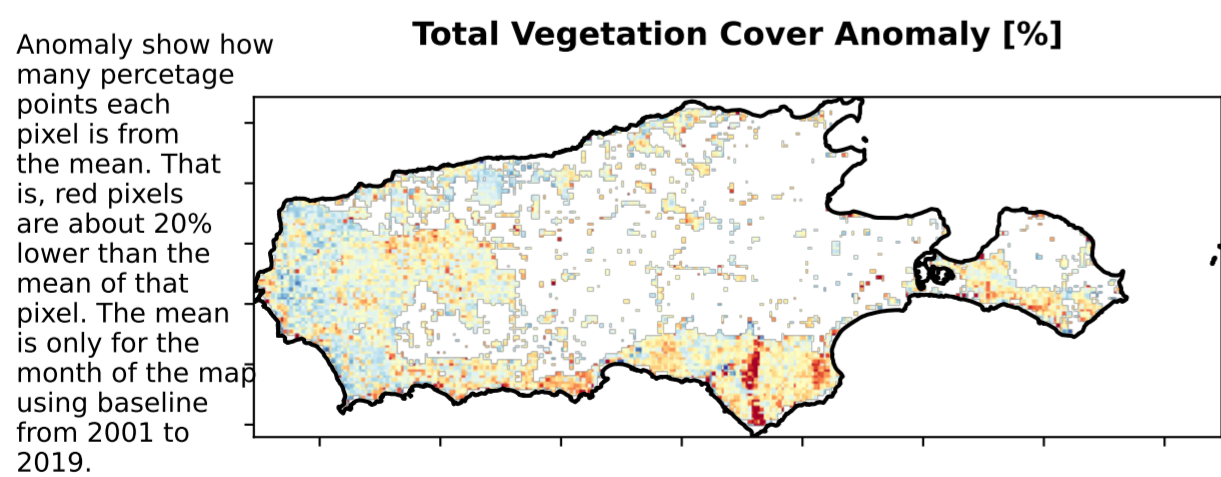 Total Vegetation Cover Anomaly [%]
Anomaly show how
many percetage
points each
pixel is from
the mean. That
is, red pixels
are about 20%
lower than the
mean of that
pixel. The mean
is only for the
month of the map
using baseline
from 2001 to
2019.